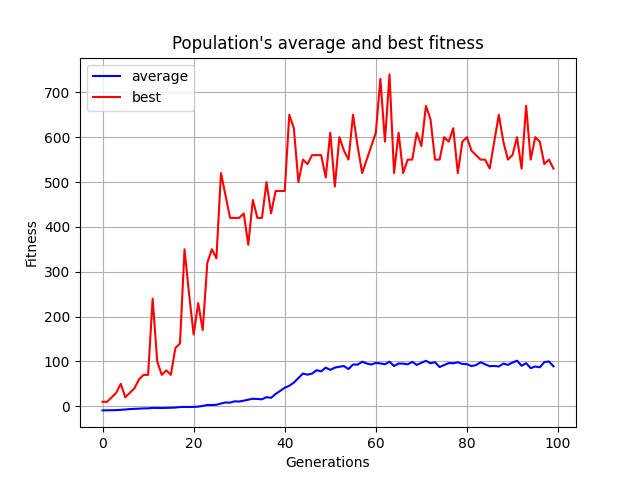 Population's average and best fitness
average
best
Fitness
700
600
500
400
300
200
100
0
0 20 40 60 80 100
Generations